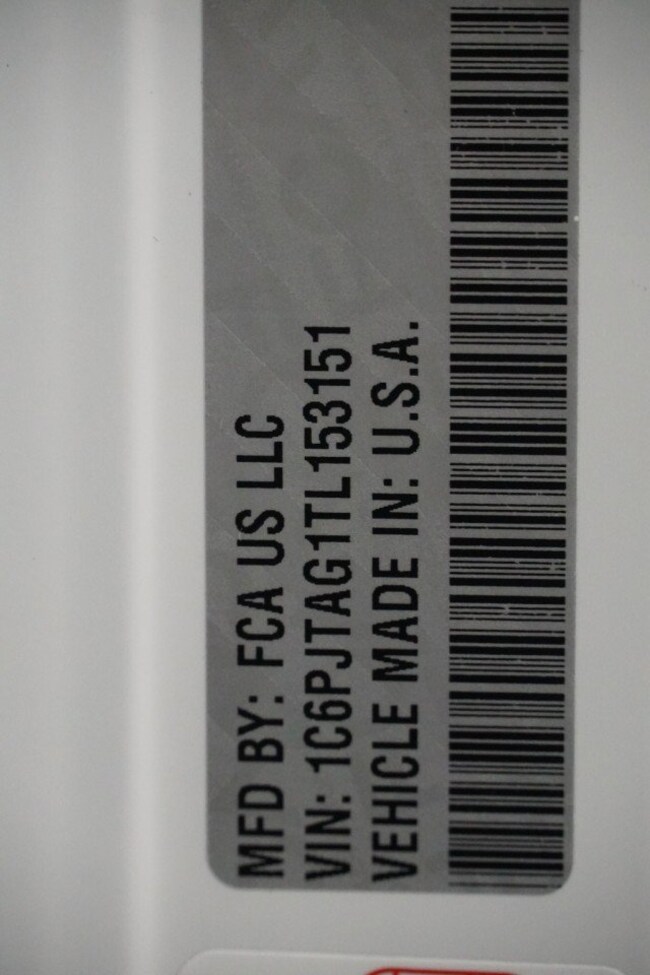 MFD BY: FCA US LLC
VIN: 1C6PJTAG1TL153151
VEHICLE MADE IN: U.S.A.